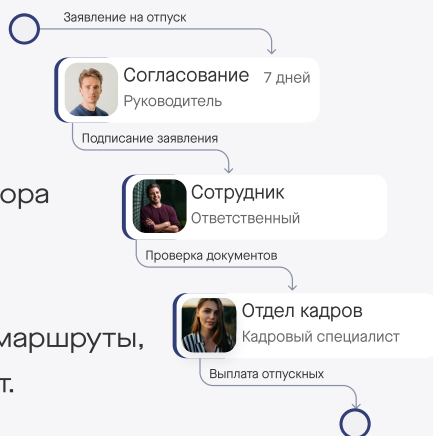 Заявление на отпуск
Согласование 7 дней
Руководитель
Подписание заявления
ора
Сотрудник
Ответственный
Проверка документов
Отдел кадров
маршруты,
Кадровый специалист
т.
Выплата отпускных